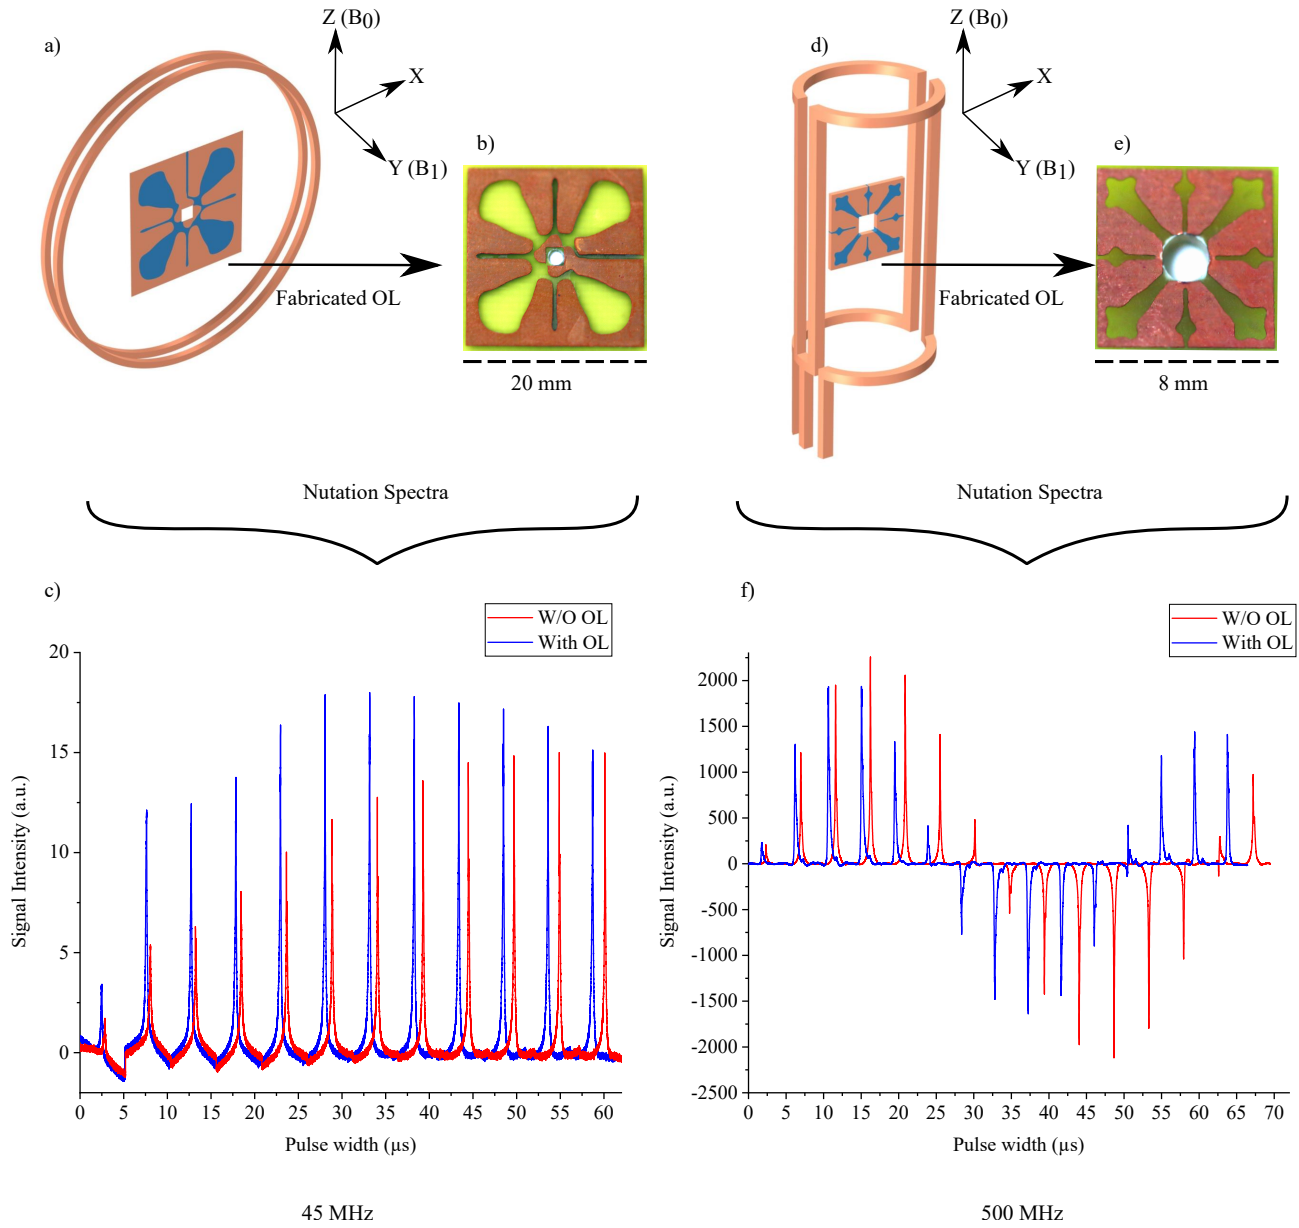 a)
Z (B0)
X
Y (B1)
b)
Fabricated OL
20 mm
d)
Z (B0)
X
Y (B1)
e)
Fabricated OL
8 mm
Nutation Spectra
Nutation Spectra
c)
W/O OL
With OL
20
15
10
5
0
Signal Intensity (a.u.)
0 5 10 15 20 25 30 35 40 45 50 55 60
Pulse width (µs)
45 MHz
f)
W/O OL
With OL
2000
1500
1000
500
0
-500
-1000
-1500
-2000
-2500
Signal Intensity (a.u.)
0 5 10 15 20 25 30 35 40 45 50 55 60 65 70
Pulse width (µs)
500 MHz